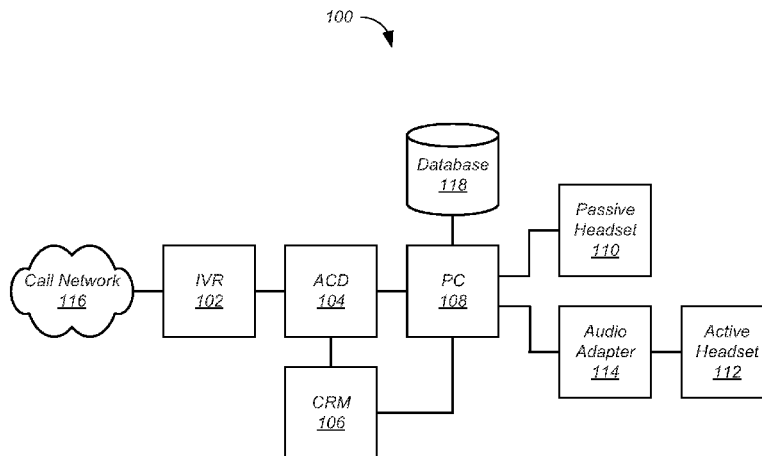 100
Database
118
Passive
Headset
110
Call Network
116
IVR
102
ACD
104
PC
108
Audio
Adapter
114
Active
Headset
112
CRM
106